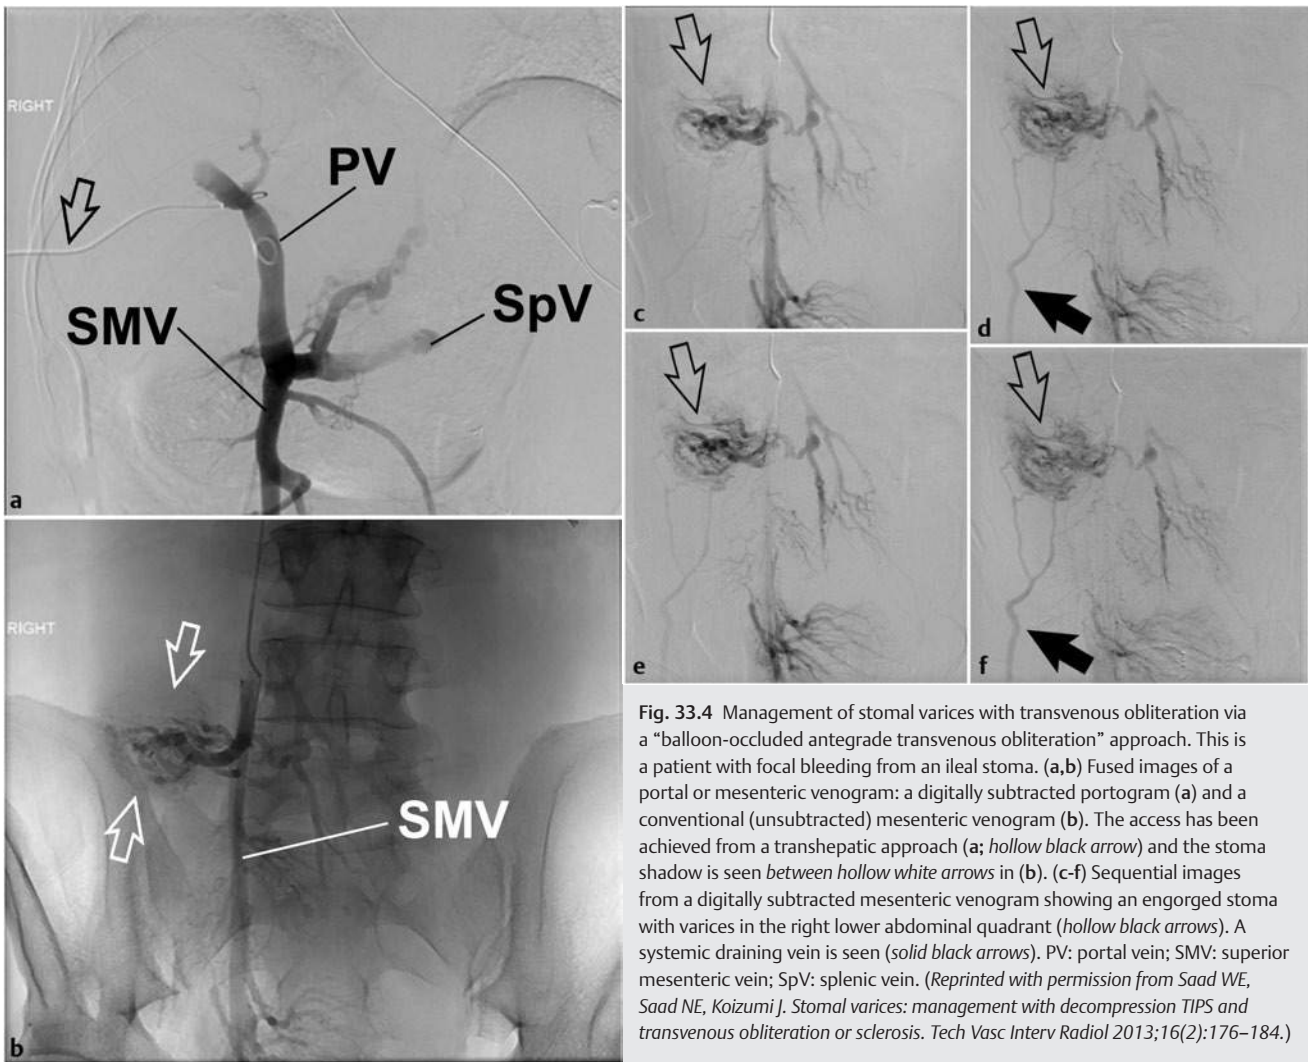 RIGHT
PV
SMV
SpV
a
RIGHT
SMV
b
c
d
e
f
Fig. 33.4 Management of stomal varices with transvenous obliteration via
a “balloon-occluded antegrade transvenous obliteration” approach. This is
a patient with focal bleeding from an ileal stoma. (a,b) Fused images of a
portal or mesenteric venogram: a digitally subtracted portogram (a) and a
conventional (unsubtracted) mesenteric venogram (b). The access has been
achieved from a transhepatic approach (a; hollow black arrow) and the stoma
shadow is seen between hollow white arrows in (b). (c-f) Sequential images
from a digitally subtracted mesenteric venogram showing an engorged stoma
with varices in the right lower abdominal quadrant (hollow black arrows). A
systemic draining vein is seen (solid black arrows). PV: portal vein; SMV: superior
mesenteric vein; SpV: splenic vein. (Reprinted with permission from Saad WE,
Saad NE, Koizumi J. Stomal varices: management with decompression TIPS and
transvenous obliteration or sclerosis. Tech Vasc Interv Radiol 2013;16(2):176–184.)